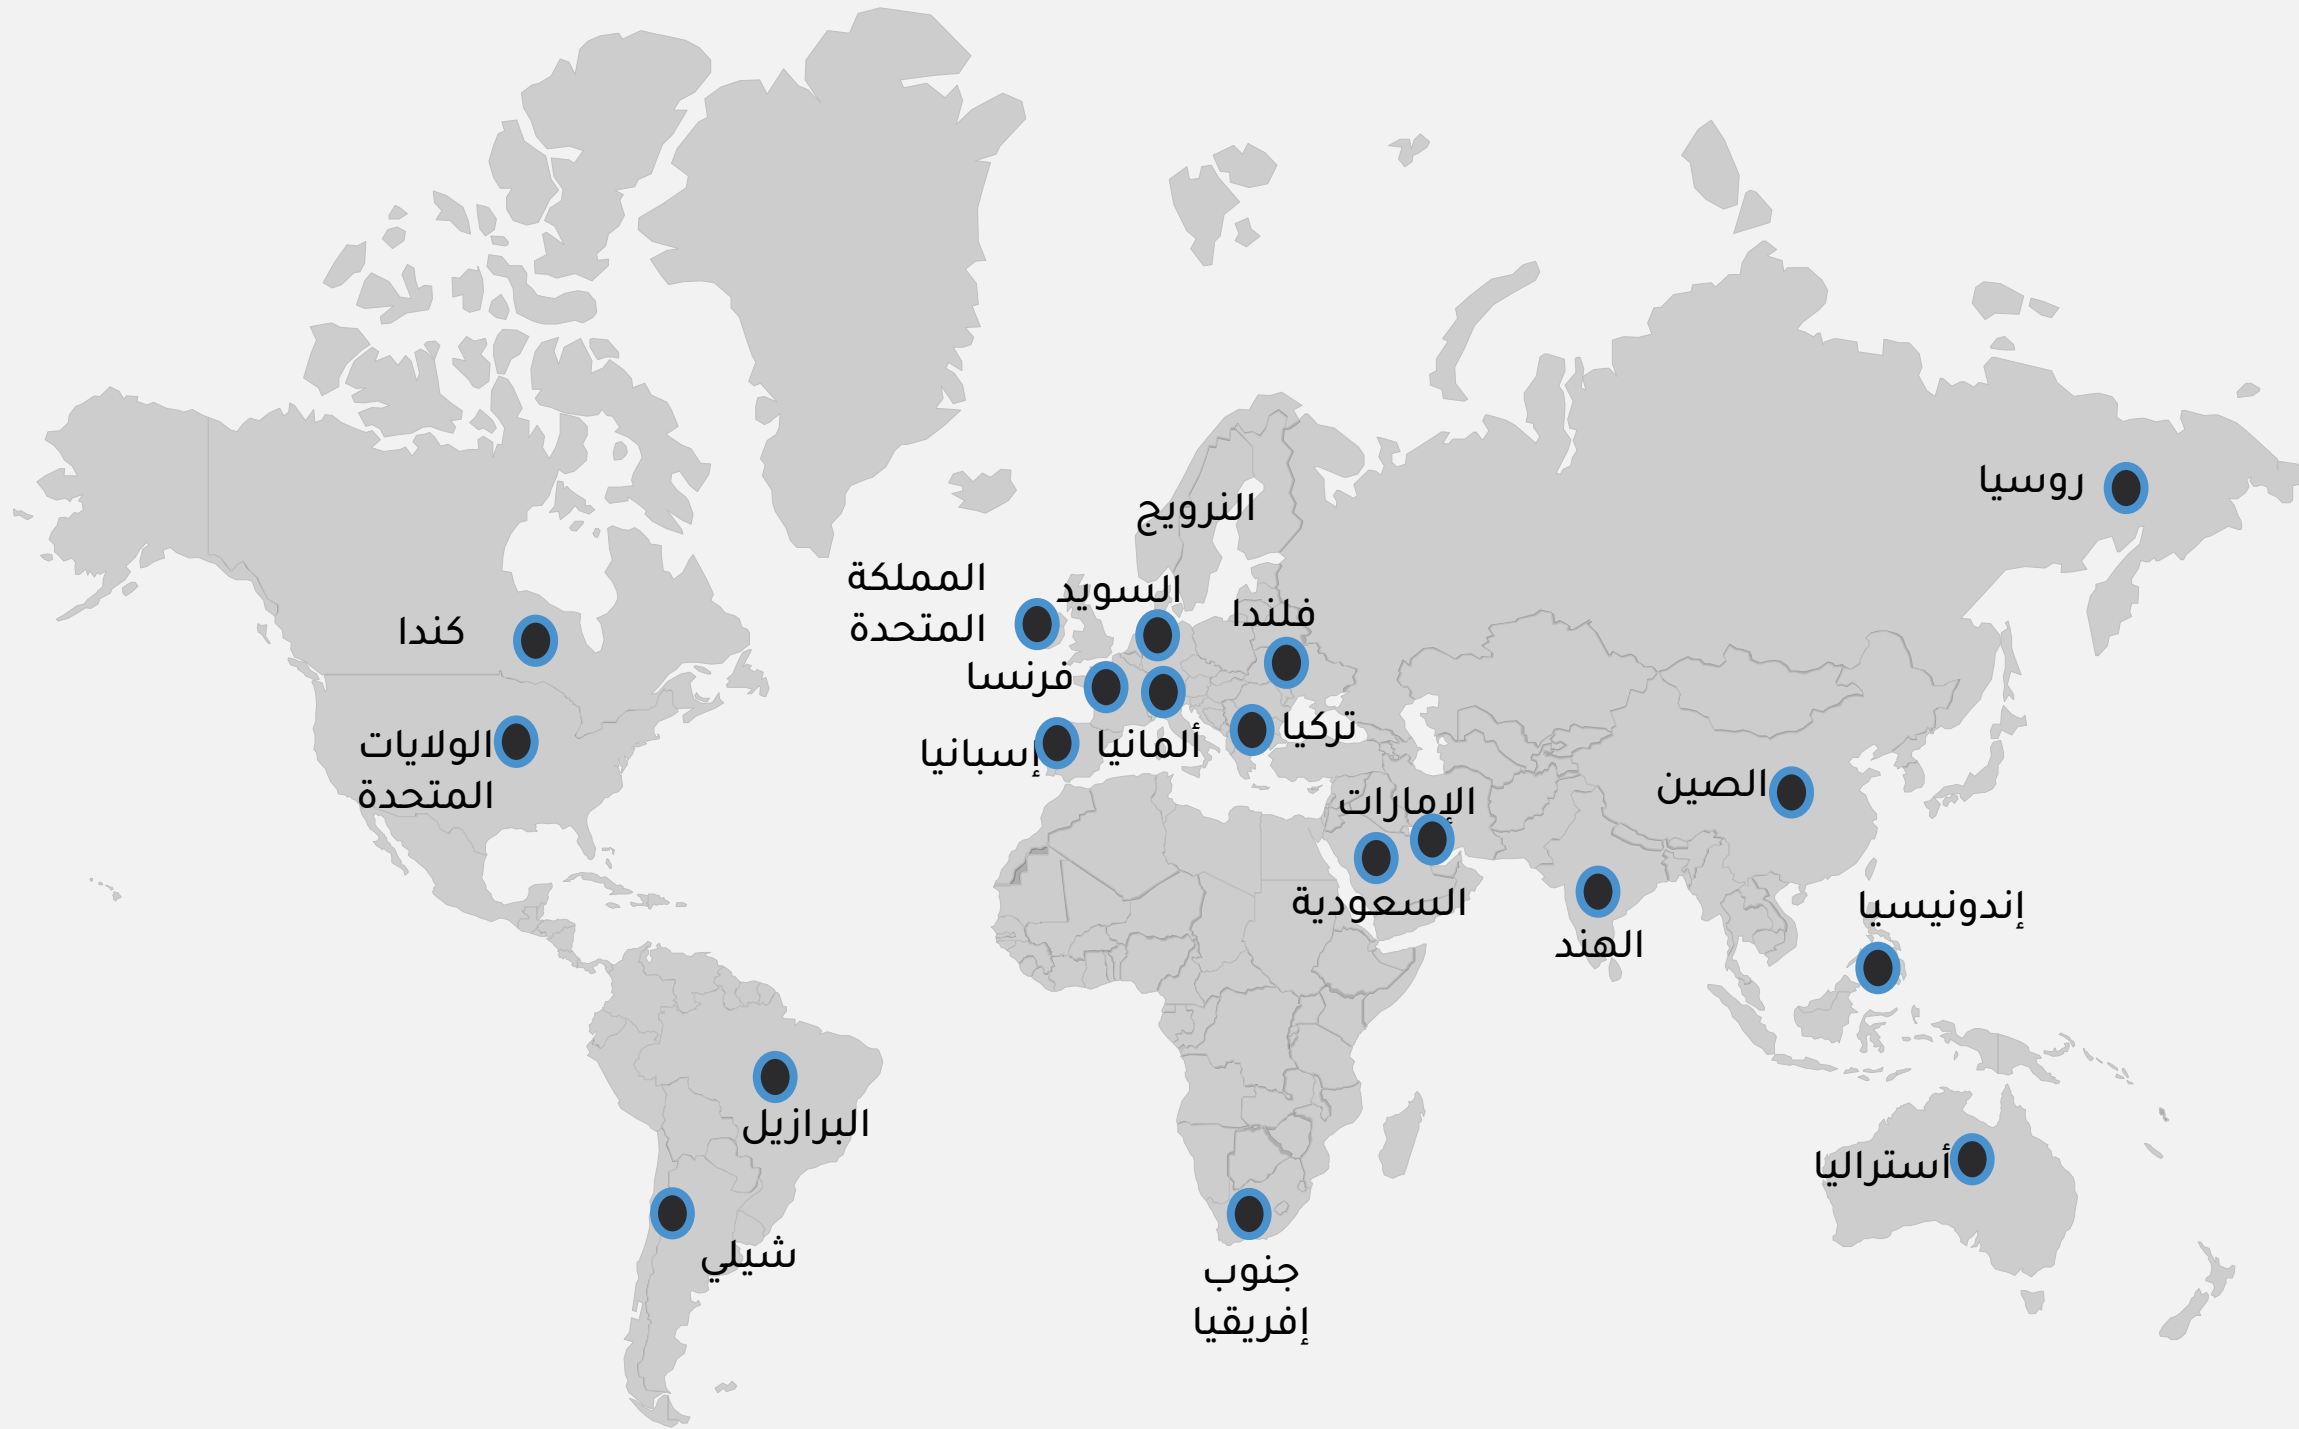 روسيا
النرويج
المملكة
المتحدة
السويد
فلندا
كندا
فرنسا
تركيا
ألمانيا
إسبانيا
الولايات
المتحدة
الصين
الإمارات
السعودية
إندونيسيا
الهند
البرازيل
أستراليا
شيلي
جنوب
إفريقيا